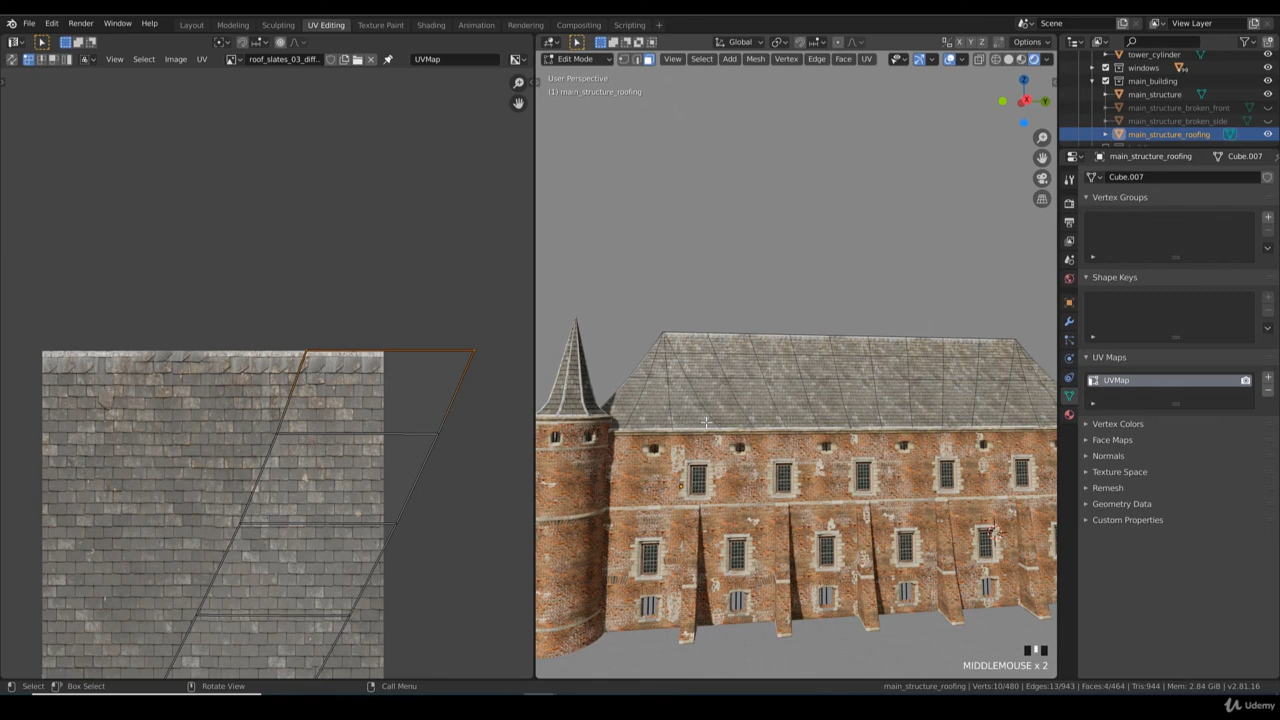 File Edit Render Window Help Layout Modeling Sculpting UV Editing Texture Paint Shading Animation Rendering Compositing Scripting + Scene View Layer
Global Options
View Select Image UV roof_slates_03_diff... UVMap Edit Mode View Select Add Mesh Vertex Edge Face UV X Y Z
User Perspective
(1) main_structure_roofing
tower_cylinder
windows
main_building
main_structure
main_structure_broken_front
main_structure_broken_side
main_structure_roofing
main_structure_roofing Cube.007
Cube.007
Vertex Groups
Shape Keys
UV Maps
UVMap
Vertex Colors
Face Maps
Normals
Texture Space
Remesh
Geometry Data
Custom Properties
MIDDLEMOUSE x 2
Select Box Select Rotate View Call Menu main_structure_roofing | Verts:10/480 | Edges:13/943 | Faces:4/464 | Tris:944 | Mem: 2.84 GiB | v2.81.16
Udemy